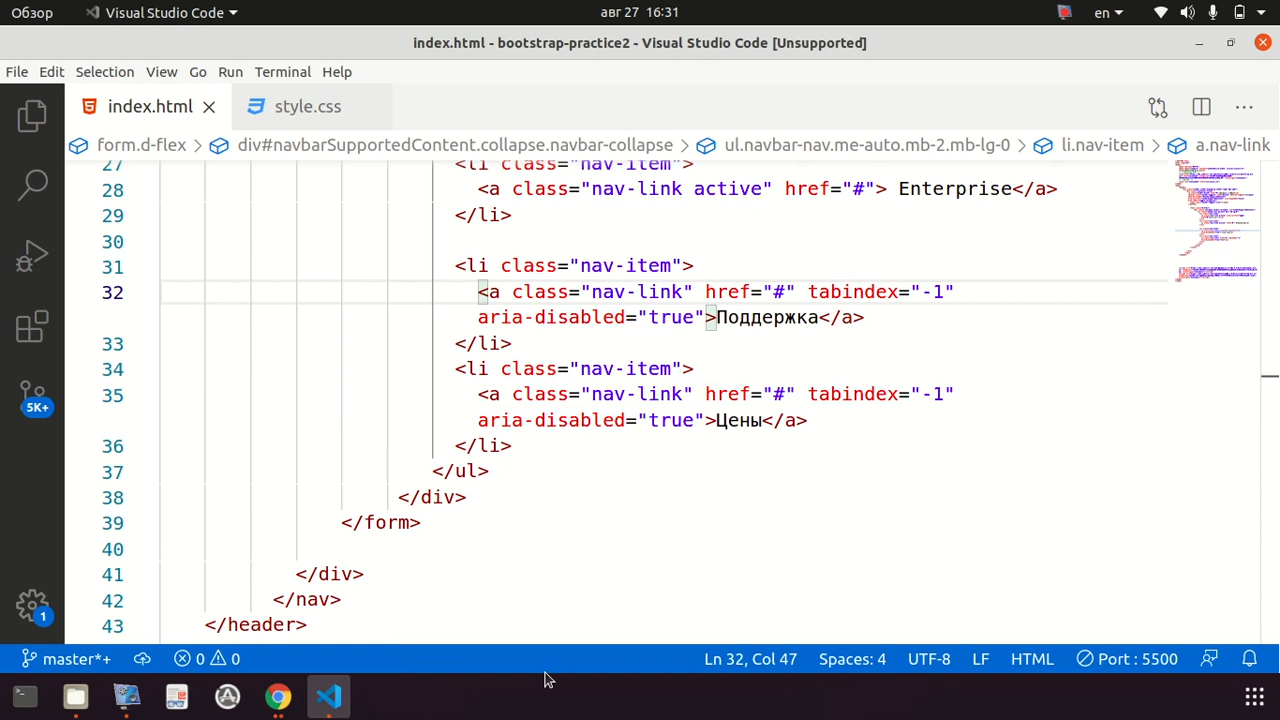 Обзор Visual Studio Code авг 27 16:31 en
index.html - bootstrap-practice2 - Visual Studio Code [Unsupported]
File Edit Selection View Go Run Terminal Help
index.html style.css
form.d-flex > div#navbarSupportedContent.collapse.navbar-collapse > ul.navbar-nav.me-auto.mb-2.mb-lg-0 > li.nav-item > a.nav-link
27 <li class="nav-item">
28 <a class="nav-link active" href="#"> Enterprise</a>
29 </li>
30
31 <li class="nav-item">
32 <a class="nav-link" href="#" tabindex="-1"
aria-disabled="true">Поддержка</a>
33 </li>
34 <li class="nav-item">
35 <a class="nav-link" href="#" tabindex="-1"
aria-disabled="true">Цены</a>
36 </li>
37 </ul>
38 </div>
39 </form>
40
41 </div>
42 </nav>
43 </header>
5K+
1
master*+ 0 0 Ln 32, Col 47 Spaces: 4 UTF-8 LF HTML Port : 5500